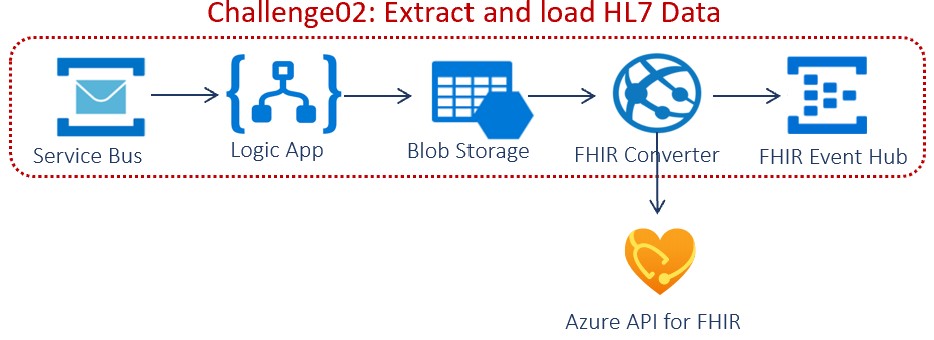 Challenge02: Extract and load HL7 Data
Service Bus
Logic App
Blob Storage
FHIR Converter
FHIR Event Hub
Azure API for FHIR